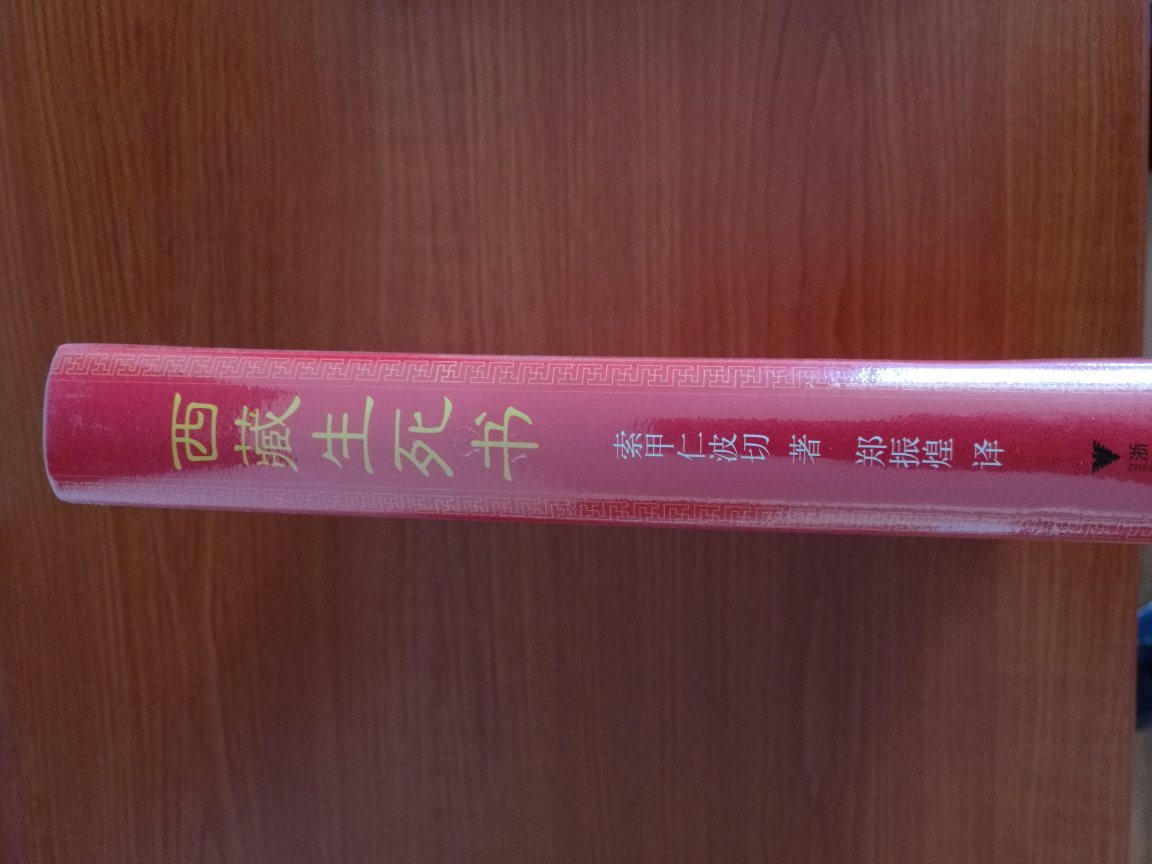 西藏生死书
索甲仁波切 著 郑振煌 译
浙